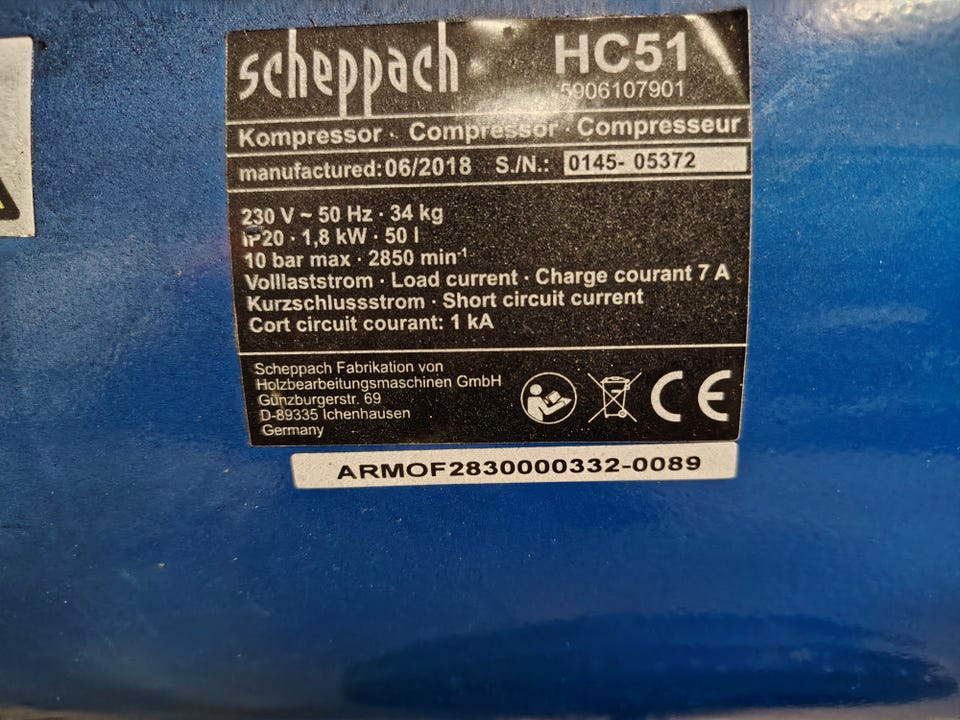 scheppach HC51
5906107901
Kompressor · Compressor · Compresseur
manufactured: 06/2018 S./N.: 0145- 05372
230 V ~ 50 Hz · 34 kg
IP20 · 1,8 kW · 50 l
10 bar max · 2850 min⁻¹
Volllaststrom · Load current · Charge courant 7 A
Kurzschlussstrom · Short circuit current
Cort circuit courant: 1 kA
Scheppach Fabrikation von
Holzbearbeitungsmaschinen GmbH
Günzburgerstr. 69
D-89335 Ichenhausen
Germany
CE
ARMOF2830000332-0089